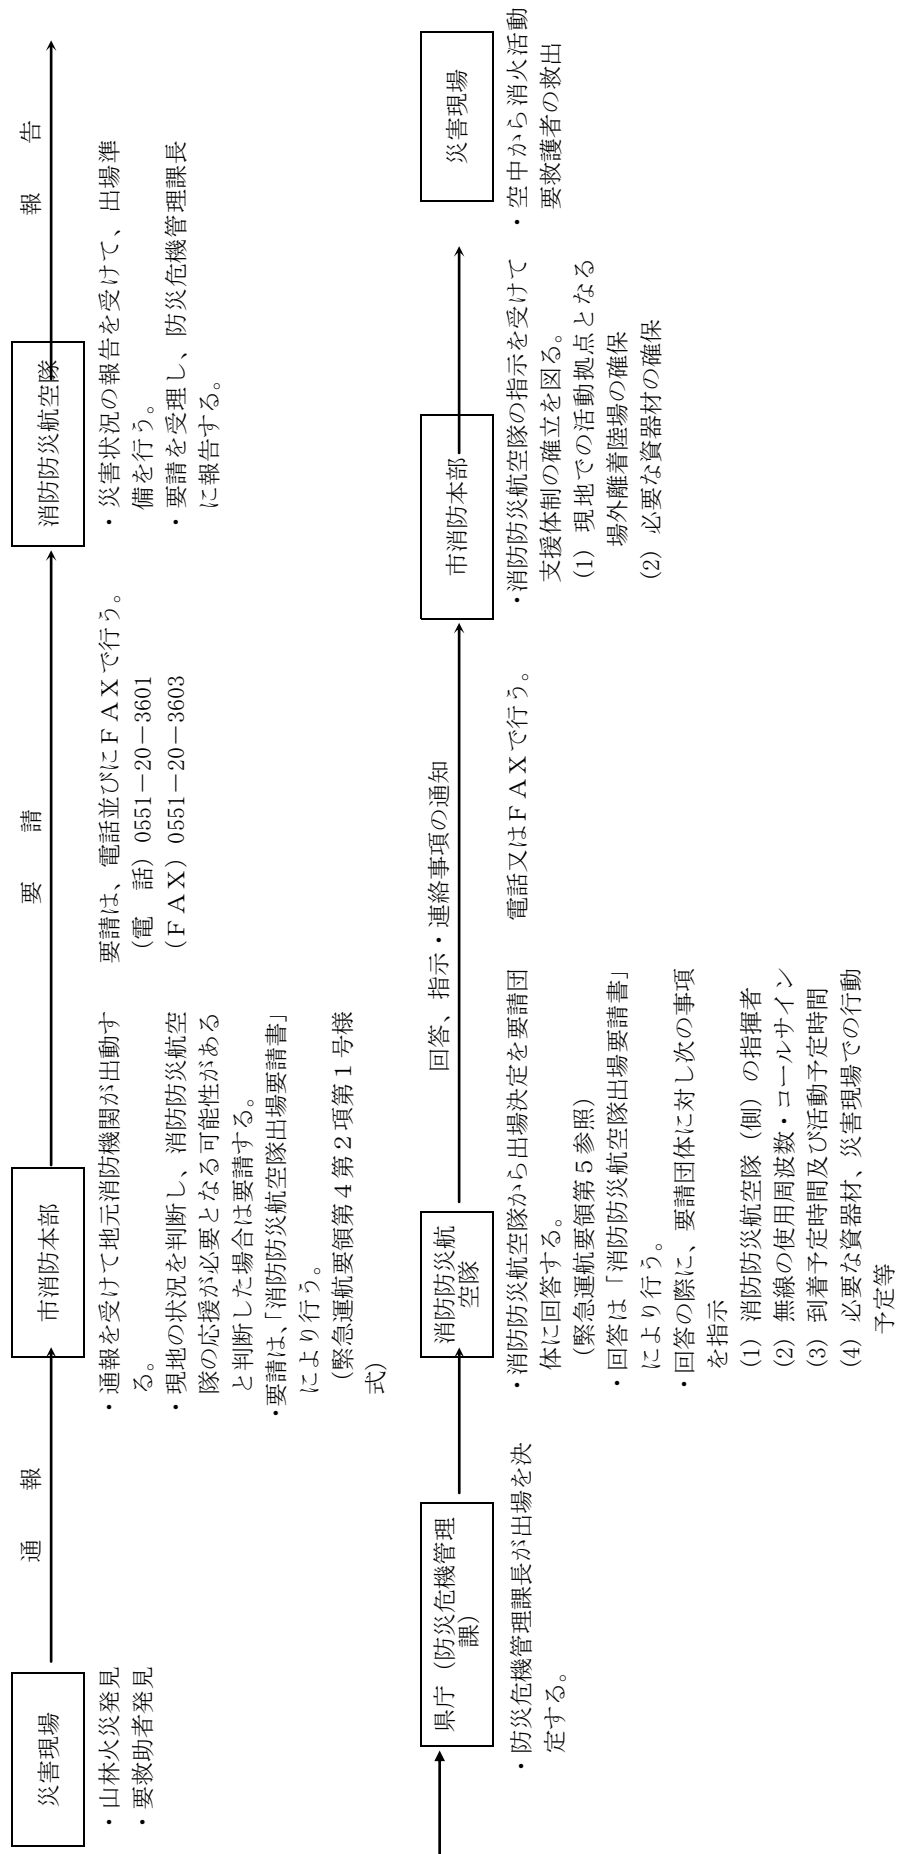 災害現場
・山林火災発見
・要救助者発見
通　報
市消防本部
・通報を受けて地元消防機関が出動す
る。
・現地の状況を判断し、消防防災航空
隊の応援が必要となる可能性がある
と判断した場合は要請する。
・要請は、「消防防災航空隊出場要請書」
により行う。
（緊急運航要領第４第２項第１号様
式）
要　請
要請は、電話並びにＦＡＸで行う。
（電　話）0551－20－3601
（ＦＡＸ）0551－20－3603
消防防災航空隊
・災害状況の報告を受けて、出場準
備を行う。
・要請を受理し、防災危機管理課長
に報告する。
報　告
県庁（防災危機管理
課）
・防災危機管理課長が出場を決
定する。
消防防災航
空隊
・消防防災航空隊から出場決定を要請団
体に回答する。
（緊急運航要領第５参照）
・回答は「消防防災航空隊出場要請書」
により行う。
・回答の際に、要請団体に対し次の事項
を指示
(1) 消防防災航空隊（側）の指揮者
(2) 無線の使用周波数・コールサイン
(3) 到着予定時間及び活動予定時間
(4) 必要な資器材、災害現場での行動
予定等
回答、指示・連絡事項の通知
電話又はＦＡＸで行う。
市消防本部
・消防防災航空隊の指示を受けて
支援体制の確立を図る。
(1) 現地での活動拠点となる
場外離着陸場の確保
(2) 必要な資器材の確保
災害現場
・空中から消火活動
要救護者の救出